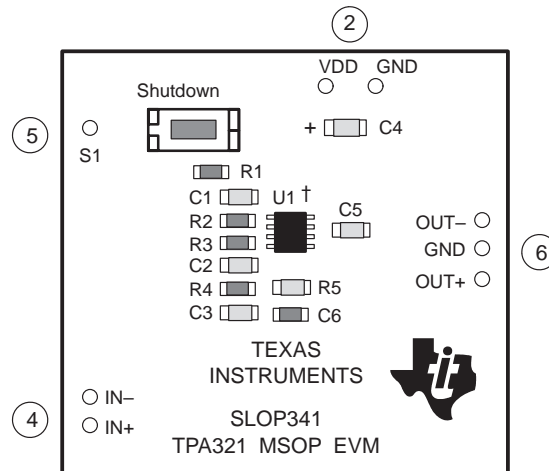 2
VDD GND
Shutdown
5
S1
+ C4
R1
C1 U1 †
R2
C5
R3
C2
R4 R5
C3 C6
OUT–
GND
OUT+
6
TEXAS
INSTRUMENTS
4
IN–
IN+
SLOP341
TPA321 MSOP EVM